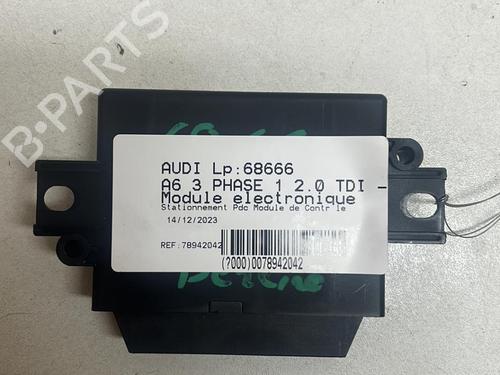 B-PARTS
AUDI Lp:68666
A6 3 PHASE 1 2.0 TDI -
Module electronique
Stationnement Pdc Module de Contr le
14/12/2023
REF:78942042
(7000)0078942042